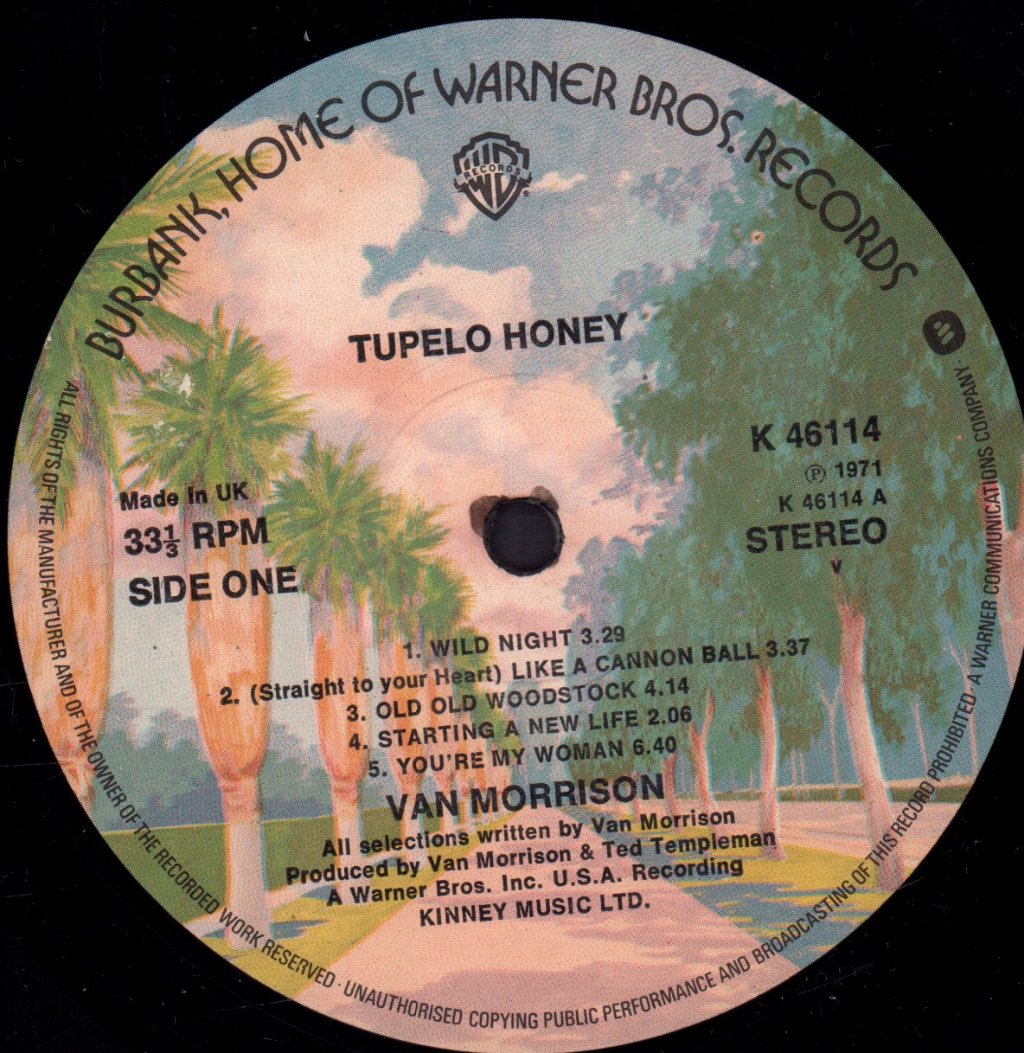 BURBANK, HOME OF WARNER BROS. RECORDS
RECORDS
®
TUPELO HONEY
K 46114
℗ 1971
K 46114 A
STEREO
v
Made in UK
33⅓ RPM
SIDE ONE
1. WILD NIGHT 3.29
2. (Straight to your Heart) LIKE A CANNON BALL 3.37
3. OLD OLD WOODSTOCK 4.14
4. STARTING A NEW LIFE 2.06
5. YOU'RE MY WOMAN 6.40
VAN MORRISON
All selections written by Van Morrison
Produced by Van Morrison & Ted Templeman
A Warner Bros. Inc. U.S.A. Recording
KINNEY MUSIC LTD.
ALL RIGHTS OF THE MANUFACTURER AND OF THE OWNER OF THE RECORDED WORK RESERVED · UNAUTHORISED COPYING PUBLIC PERFORMANCE AND BROADCASTING OF THIS RECORD PROHIBITED · A WARNER COMMUNICATIONS COMPANY.